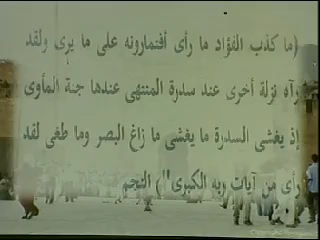 (ما كذب الفؤاد ما رأى أفتمارونه على ما يرى ولقد
رآه نزلة أخرى عند سدرة المنتهى عندها جنة المأوى
إذ يغشى السدرة ما يغشى ما زاغ البصر وما طغى لقد
رأى من آيات ربه الكبرى") النجم